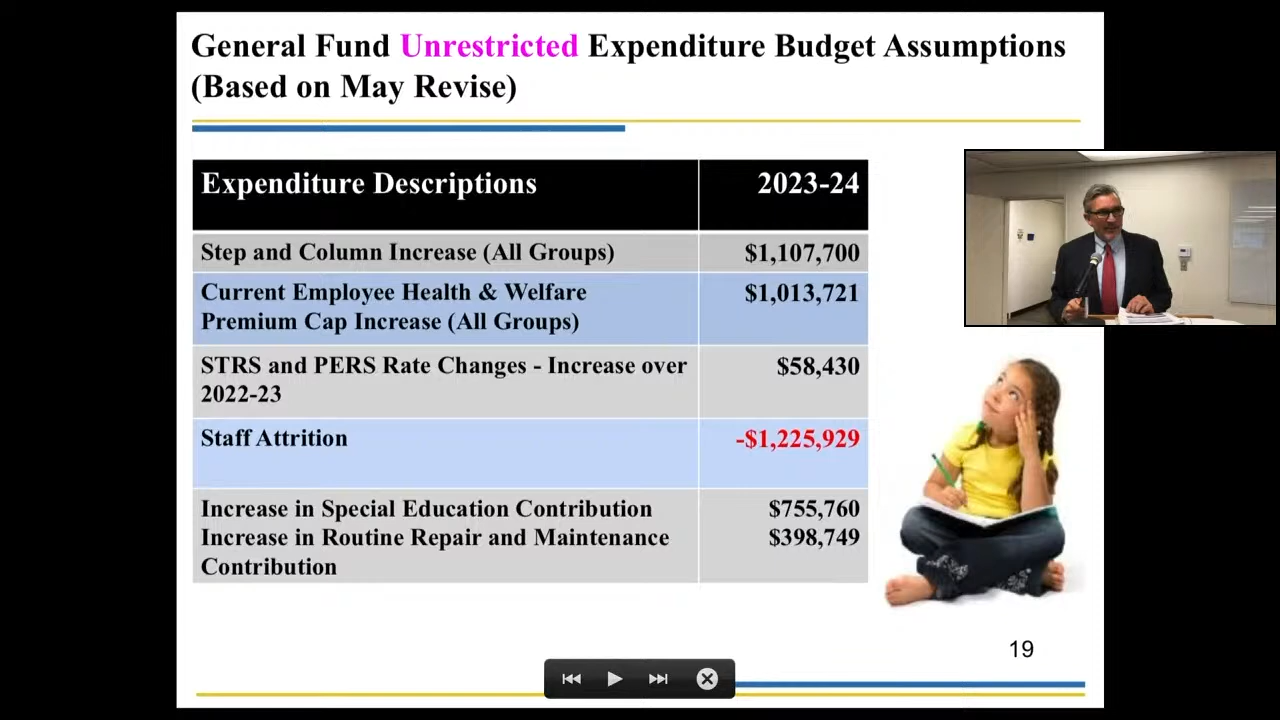 General Fund Unrestricted Expenditure Budget Assumptions
(Based on May Revise)
Expenditure Descriptions 2023-24
Step and Column Increase (All Groups) $1,107,700
Current Employee Health & Welfare $1,013,721
Premium Cap Increase (All Groups)
STRS and PERS Rate Changes - Increase over $58,430
2022-23
Staff Attrition -$1,225,929
Increase in Special Education Contribution $755,760
Increase in Routine Repair and Maintenance $398,749
Contribution
19